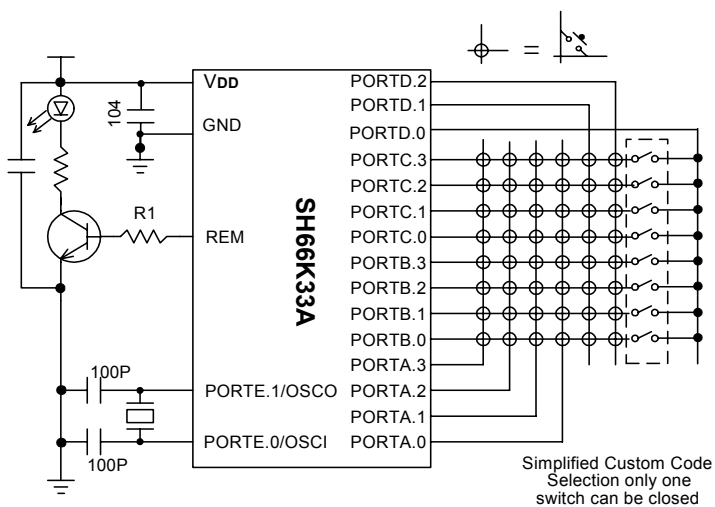 =
VDD
GND
104
R1
REM
SH66K33A
100P
PORTE.1/OSCO
PORTE.0/OSCI
100P
PORTD.2
PORTD.1
PORTD.0
PORTC.3
PORTC.2
PORTC.1
PORTC.0
PORTB.3
PORTB.2
PORTB.1
PORTB.0
PORTA.3
PORTA.2
PORTA.1
PORTA.0
Simplified Custom Code
Selection only one
switch can be closed